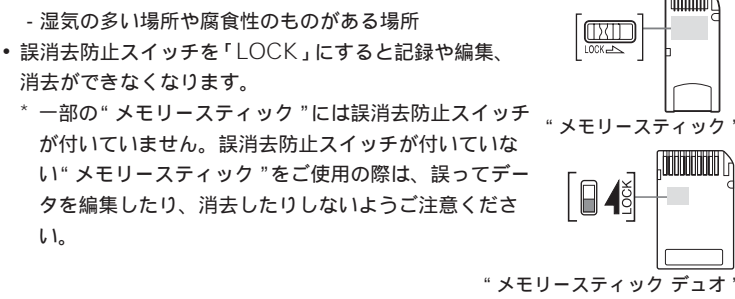 - 湿気の多い場所や腐食性のものがある場所
• 誤消去防止スイッチを「LOCK」にすると記録や編集、
消去ができなくなります。
* 一部の“メモリースティック”には誤消去防止スイッチ
が付いていません。誤消去防止スイッチが付いていな
い“メモリースティック”をご使用の際は、誤ってデー
タを編集したり、消去したりしないようご注意くださ
い。
LOCK
“メモリースティック”
LOCK
“メモリースティック デュオ”